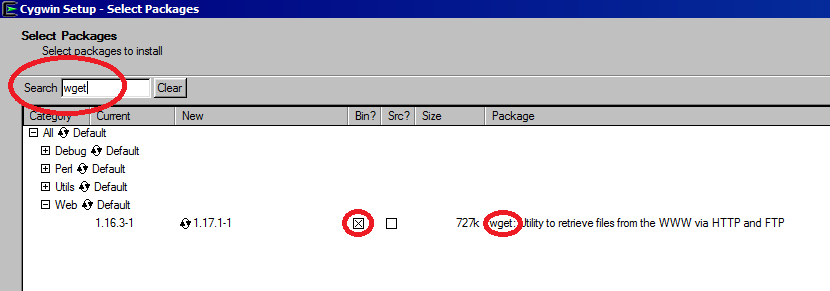 Cygwin Setup - Select Packages
Select Packages
Select packages to install
Search wget Clear
Category Current New Bin? Src? Size Package
All Default
Debug Default
Perl Default
Utils Default
Web Default
1.16.3-1 1.17.1-1 727k wget: Utility to retrieve files from the WWW via HTTP and FTP